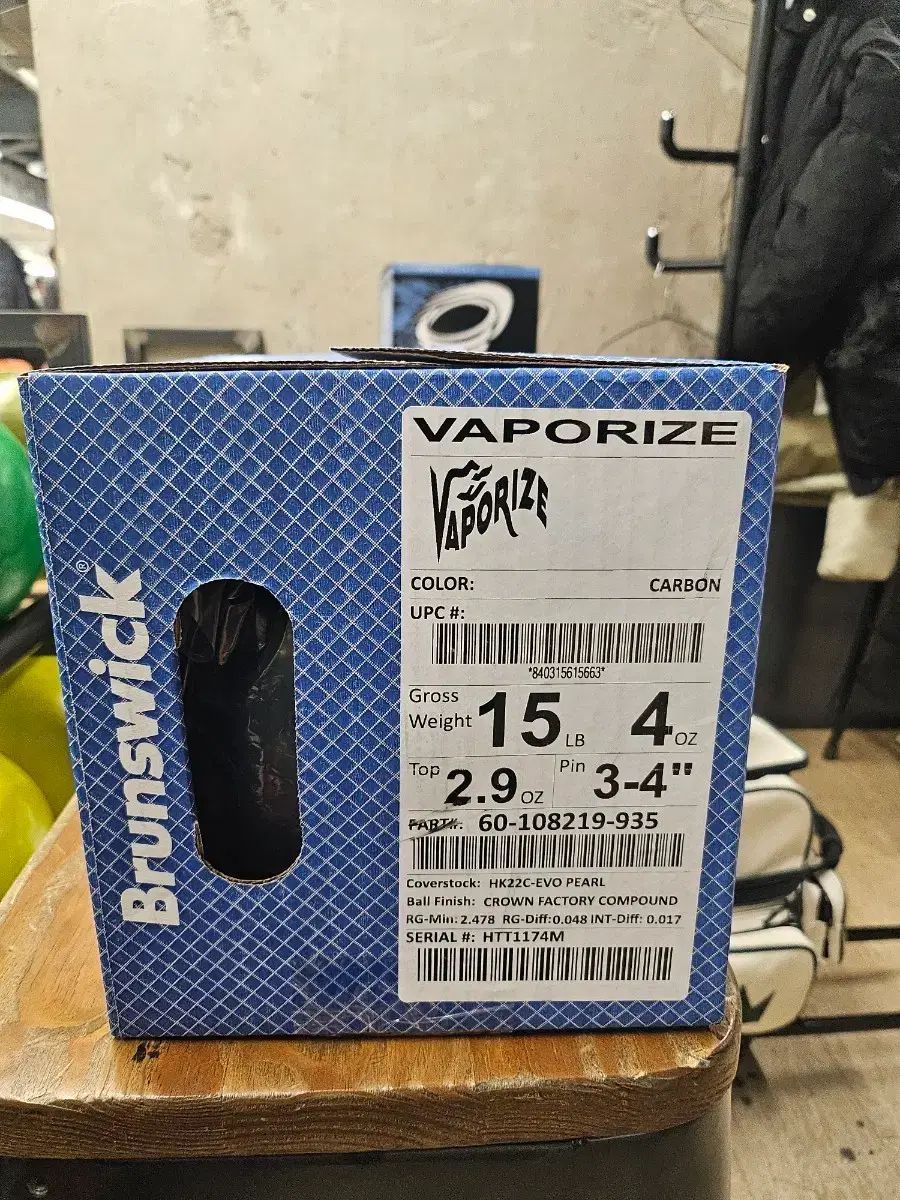 Brunswick®
VAPORIZE
VAPORIZE
COLOR: CARBON
UPC #:
*840315615663*
Gross Weight 15 LB 4 OZ
Top 2.9 OZ Pin 3-4"
PART#: 60-108219-935
Coverstock: HK22C-EVO PEARL
Ball Finish: CROWN FACTORY COMPOUND
RG-Min: 2.478 RG-Diff: 0.048 INT-Diff: 0.017
SERIAL #: HTT1174M